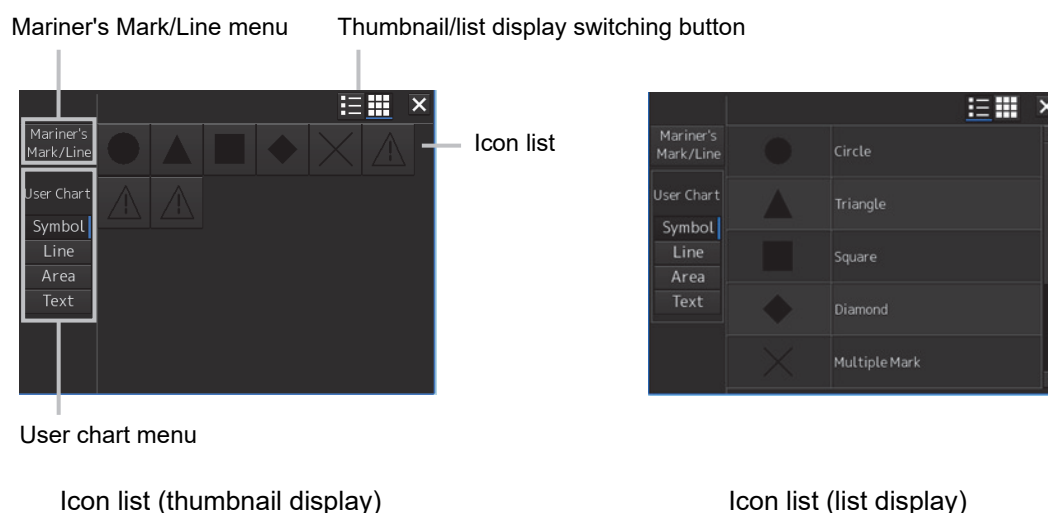 Mariner's Mark/Line menu
Thumbnail/list display switching button
Mariner's
Mark/Line
User Chart
Symbol
Line
Area
Text
Icon list
User chart menu
Icon list (thumbnail display)
Mariner's
Mark/Line
User Chart
Symbol
Line
Area
Text
Circle
Triangle
Square
Diamond
Multiple Mark
Icon list (list display)